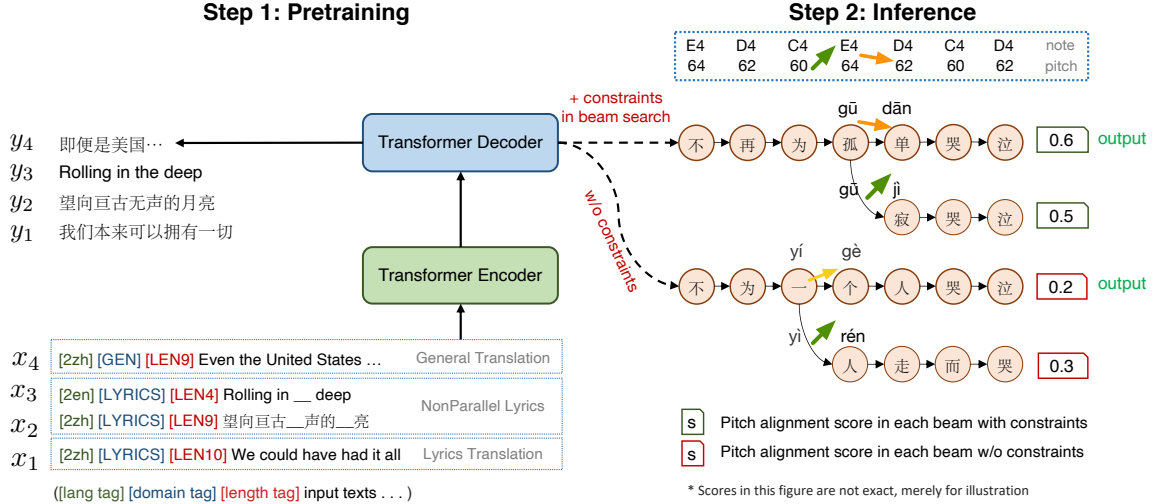 Step 1: Pretraining
Step 2: Inference
E4 D4 C4 E4 D4 C4 D4 note
64 62 60 64 62 60 62 pitch
+ constraints in beam search
gū dān
y4 即便是美国…
Transformer Decoder
不 再 为 孤 单 哭 泣 0.6 output
y3 Rolling in the deep
y2 望向亘古无声的月亮
gū jì
w/o constraints
寂 哭 泣 0.5
y1 我们本来可以拥有一切
yí gè
Transformer Encoder
不 为 一 个 人 哭 泣 0.2 output
yì rén
人 走 而 哭 0.3
x4 [2zh] [GEN] [LEN9] Even the United States … General Translation
x3 [2en] [LYRICS] [LEN4] Rolling in __ deep
NonParallel Lyrics
x2 [2zh] [LYRICS] [LEN9] 望向亘古__声的__亮
x1 [2zh] [LYRICS] [LEN10] We could have had it all Lyrics Translation
([lang tag] [domain tag] [length tag] input texts . . . )
s Pitch alignment score in each beam with constraints
s Pitch alignment score in each beam w/o constraints
* Scores in this figure are not exact, merely for illustration